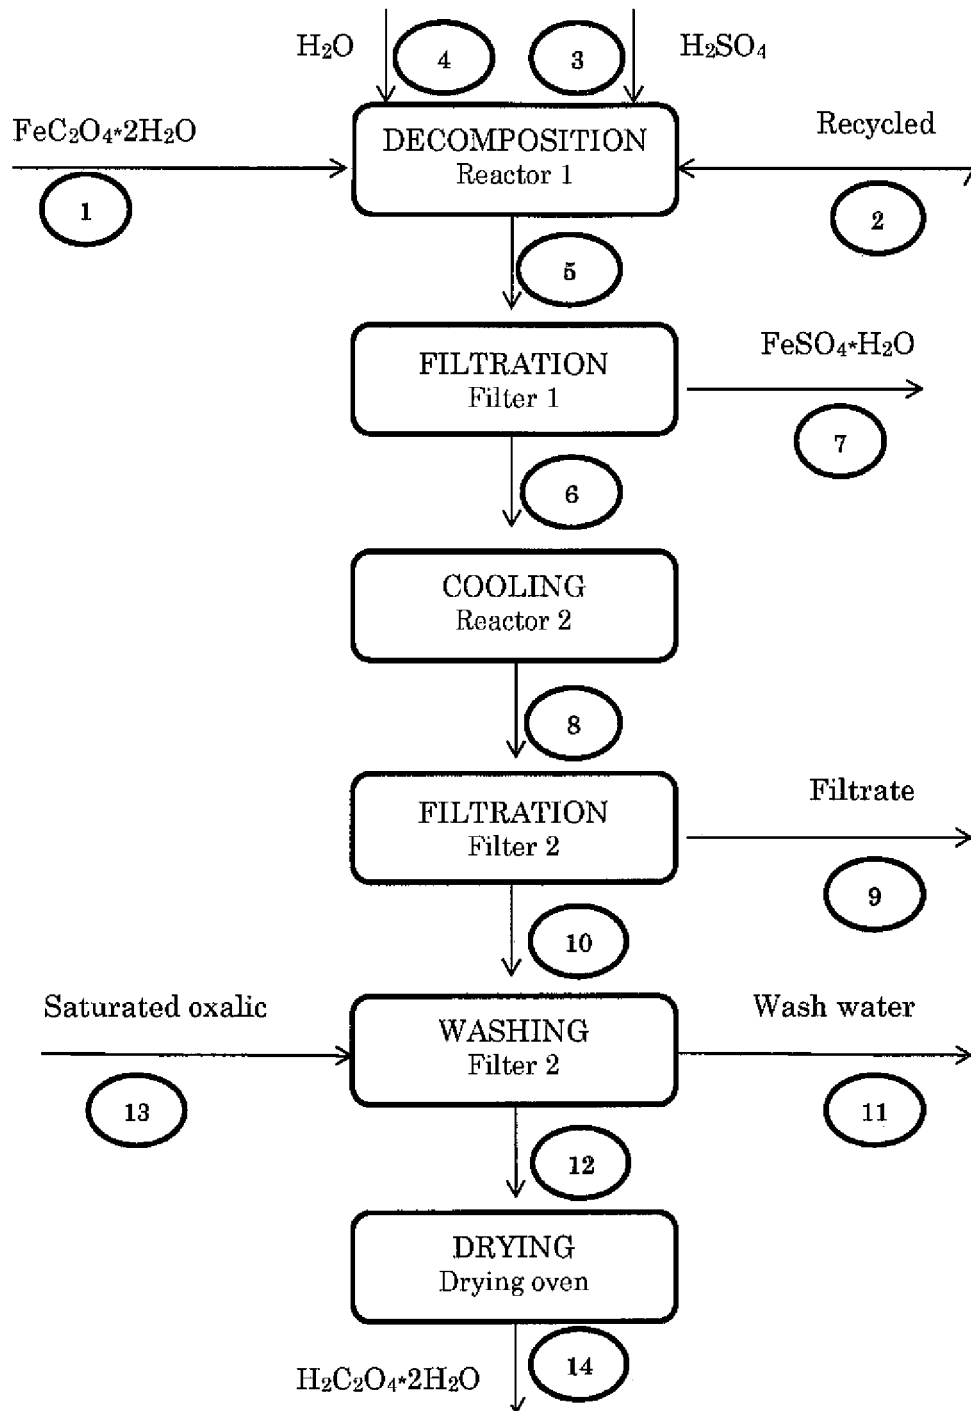 H₂O
4
3
H₂SO₄
FeC₂O₄*2H₂O
DECOMPOSITION
Reactor 1
Recycled
1
2
5
FILTRATION
Filter 1
FeSO₄*H₂O
7
6
COOLING
Reactor 2
8
FILTRATION
Filter 2
Filtrate
9
10
Saturated oxalic
WASHING
Filter 2
Wash water
13
11
12
DRYING
Drying oven
H₂C₂O₄*2H₂O
14